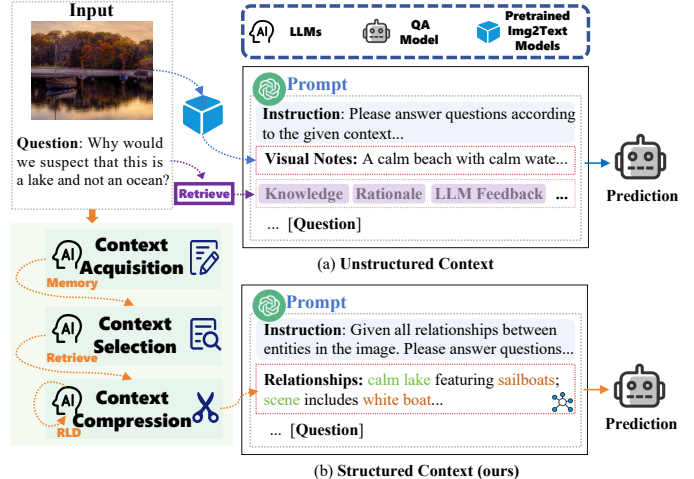 Input
Question: Why would
we suspect that this is
a lake and not an ocean?
AI
LLMs
QA
Model
Pretrained
Img2Text
Models
Prompt
Instruction: Please answer questions according
to the given context...
Visual Notes: A calm beach with calm wate...
Retrieve
Knowledge Rationale LLM Feedback ...
... [Question]
Prediction
(a) Unstructured Context
AI
Context
Acquisition
Memory
AI
Context
Selection
Retrieve
AI
Context
Compression
RLD
Prompt
Instruction: Given all relationships between
entities in the image. Please answer questions...
Relationships: calm lake featuring sailboats;
scene includes white boat...
... [Question]
Prediction
(b) Structured Context (ours)